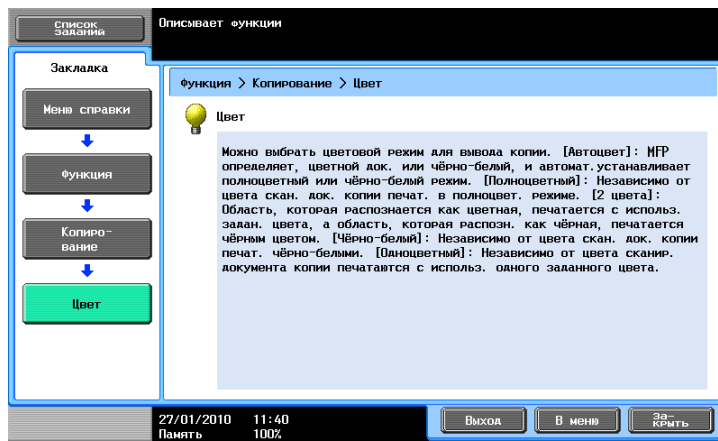 Список
заданий
Описывает функции
Закладка
Меню справки
Функция
Копиро-
вание
Цвет
Функция > Копирование > Цвет
Цвет
Можно выбрать цветовой режим для вывода копии. [Автоцвет]: MFP
определяет, цветной док. или чёрно-белый, и автомат.устанавливает
полноцветный или чёрно-белый режим. [Полноцветный]: Независимо от
цвета скан. док. копии печат. в полноцвет. режиме. [2 цвета]:
Область, которая распознается как цветная, печатается с использ.
задан. цвета, а область, которая распозн. как чёрная, печатается
чёрным цветом. [Чёрно-белый]: Независимо от цвета скан. док. копии
печат. чёрно-белыми. [Одноцветный]: Независимо от цвета сканир.
документа копии печатаются с использ. одного заданного цвета.
27/01/2010 11:40
Память 100%
Выход
В меню
За-
крыть